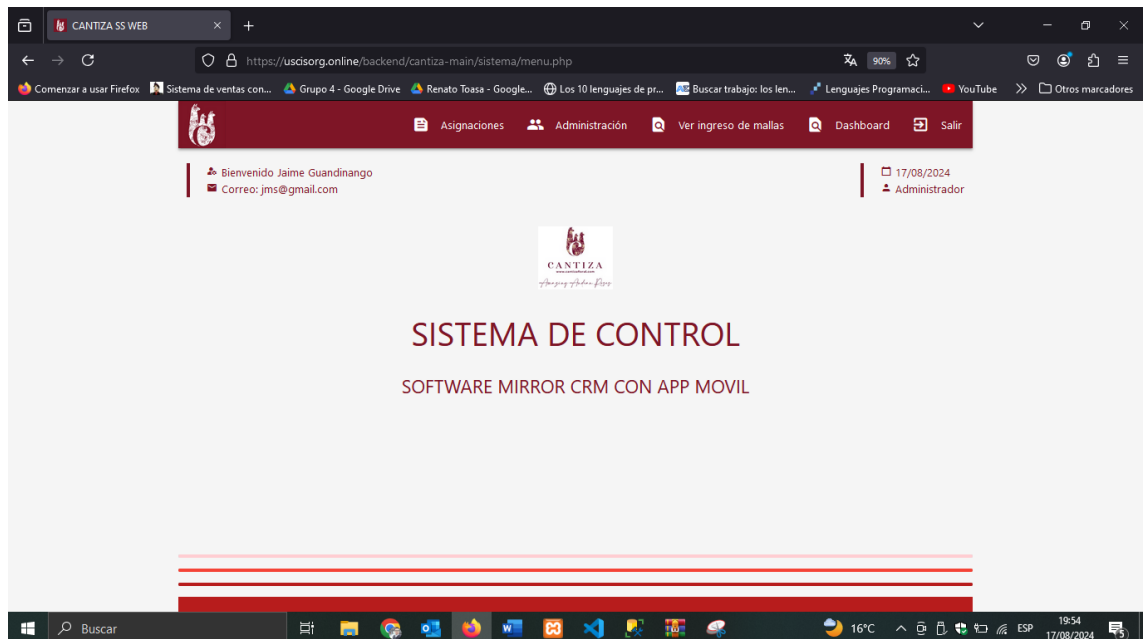 CANTIZA SS WEB
https://uscisorg.online/backend/cantiza-main/sistema/menu.php
90%
Comenzar a usar Firefox
Sistema de ventas con...
Grupo 4 - Google Drive
Renato Toasa - Google...
Los 10 lenguajes de pr...
Buscar trabajo: los len...
Lenguajes Programaci...
YouTube
Otros marcadores
Asignaciones
Administración
Ver ingreso de mallas
Dashboard
Salir
Bienvenido Jaime Guandinango
Correo: jms@gmail.com
17/08/2024
Administrador
CANTIZA
SISTEMA DE CONTROL
SOFTWARE MIRROR CRM CON APP MOVIL
Buscar
16°C
ESP
19:54
17/08/2024